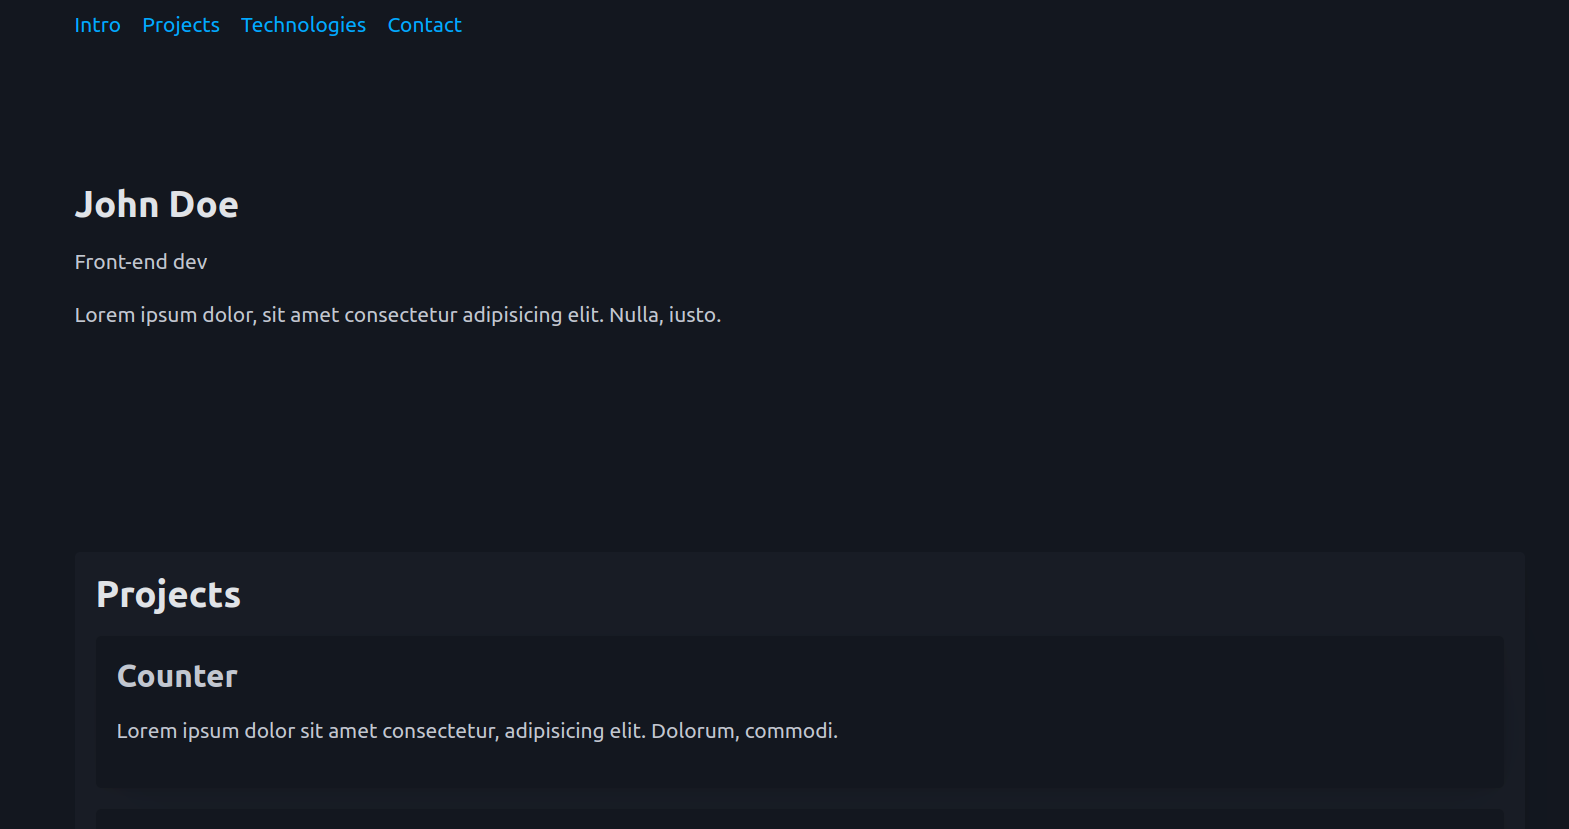 Intro Projects Technologies Contact
John Doe
Front-end dev
Lorem ipsum dolor, sit amet consectetur adipisicing elit. Nulla, iusto.
Projects
Counter
Lorem ipsum dolor sit amet consectetur, adipisicing elit. Dolorum, commodi.